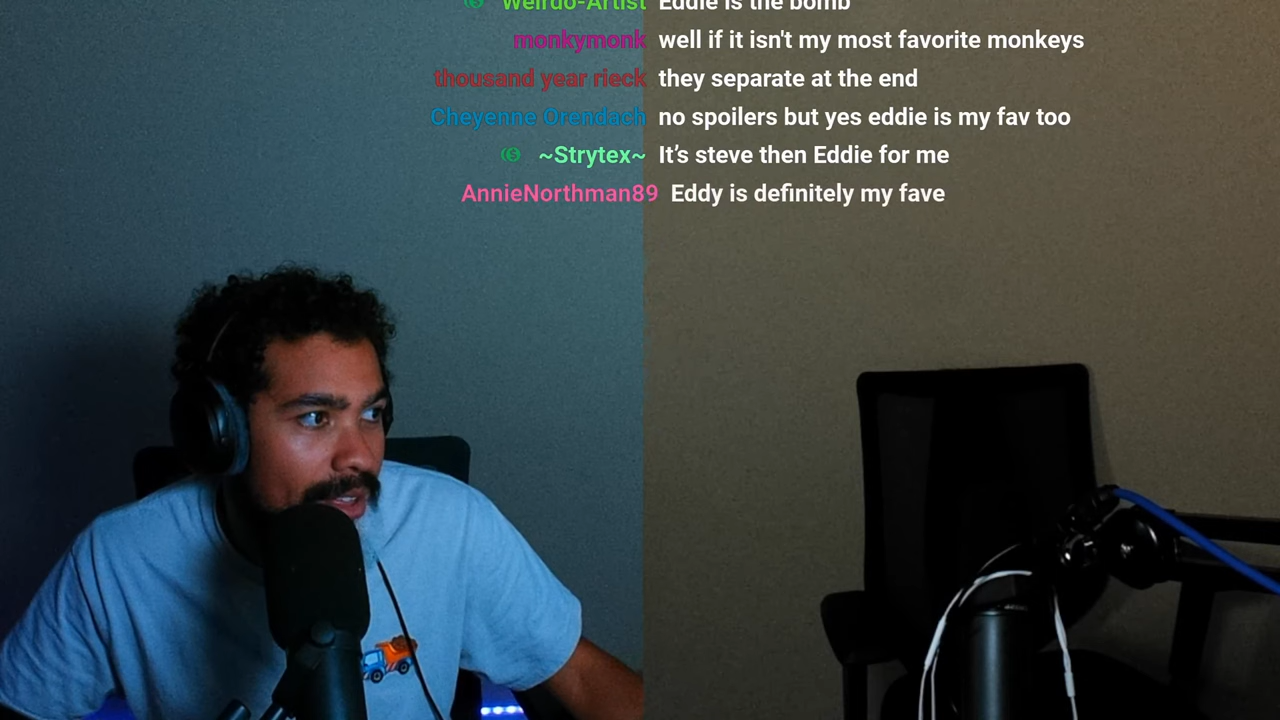 Weirdo-Artist Eddie is the bomb
monkymonk well if it isn't my most favorite monkeys
thousand year rieck they separate at the end
Cheyenne Orendach no spoilers but yes eddie is my fav too
~Strytex~ It’s steve then Eddie for me
AnnieNorthman89 Eddy is definitely my fave